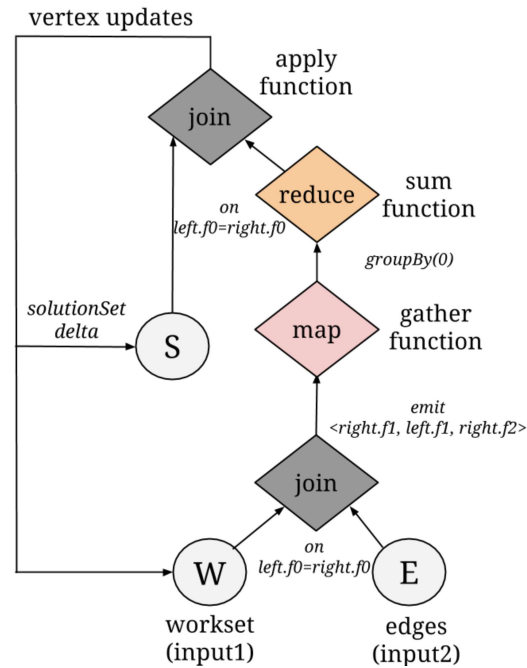 vertex updates
apply
function
join
reduce
sum
function
on
left.f0=right.f0
groupBy(0)
solutionSet
delta
S
map
gather
function
emit
<right.f1, left.f1, right.f2>
join
on
left.f0=right.f0
W
E
workset
(input1)
edges
(input2)